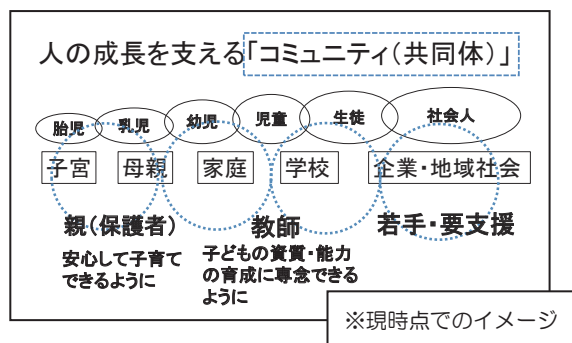 人の成長を支える「コミュニティ(共同体)」
胎児 乳児 幼児 児童 生徒 社会人
子宮 母親 家庭 学校 企業・地域社会
親(保護者) 教師 若手・要支援
安心して子育て
できるように
子どもの資質・能力
の育成に専念できる
ように
※現時点でのイメージ